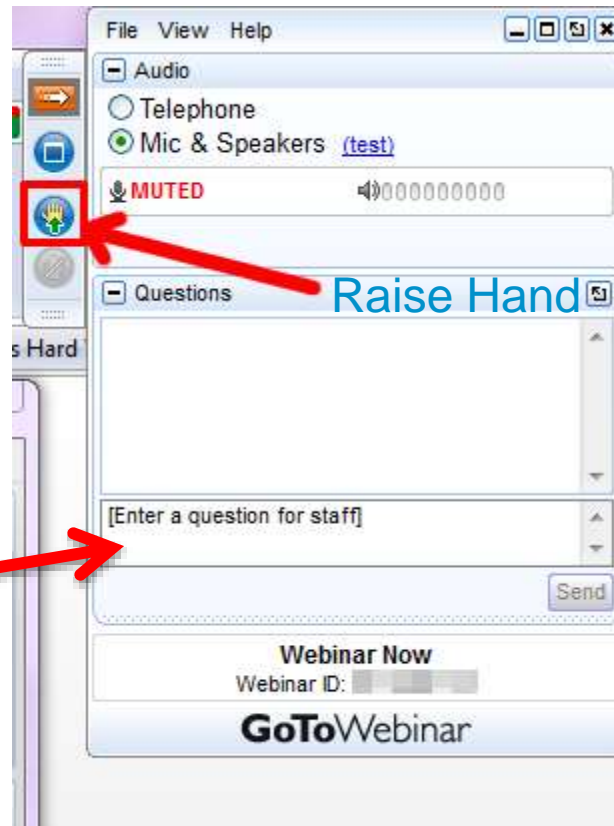 File View Help
Audio
Telephone
Mic & Speakers (test)
MUTED 000000000
Questions
Raise Hand
s Hard
[Enter a question for staff]
Send
Webinar Now
Webinar ID:
GoToWebinar